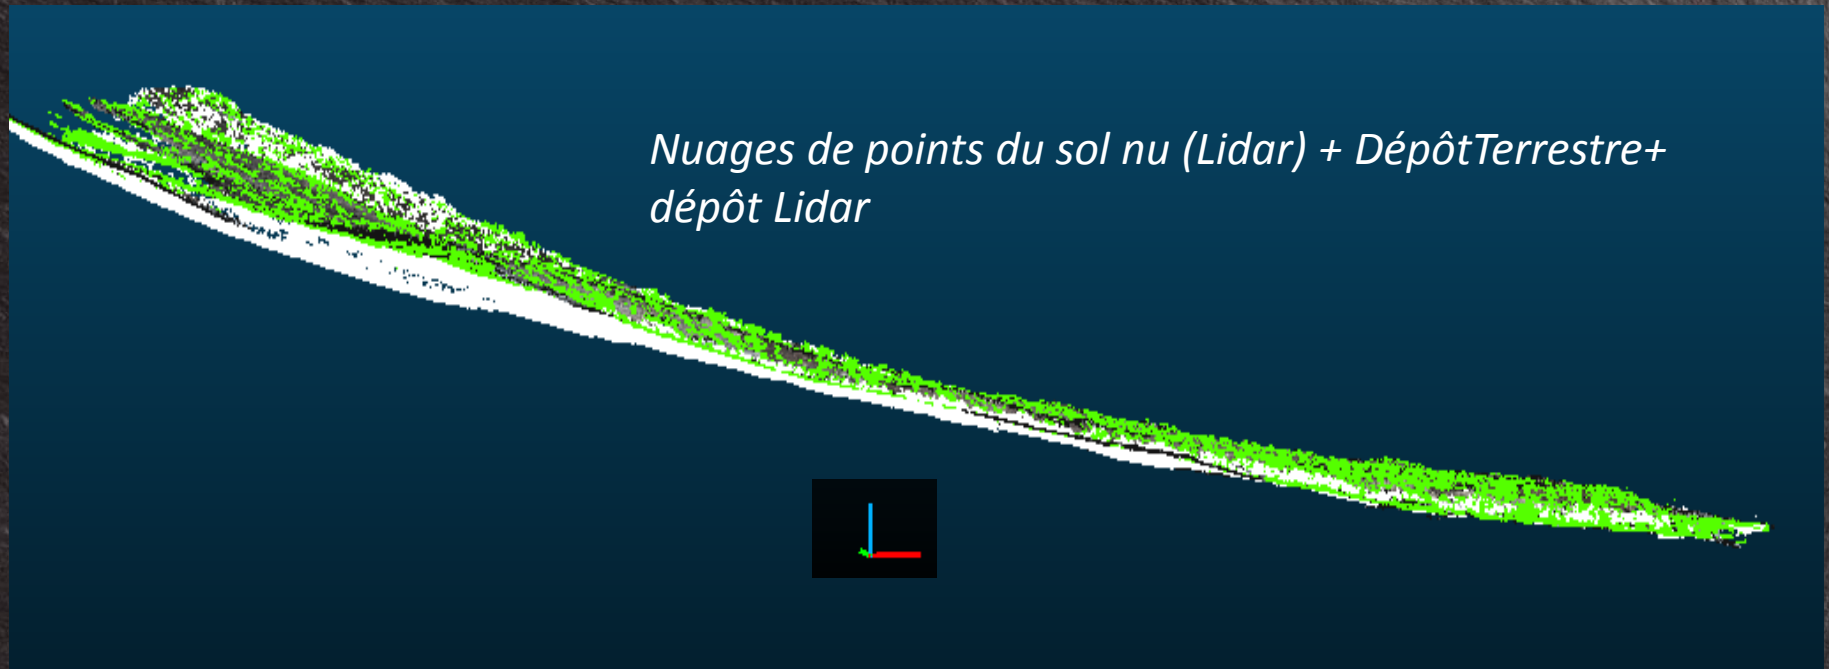 Nuages de points du sol nu (Lidar) + DépôtTerrestre+
dépôt Lidar